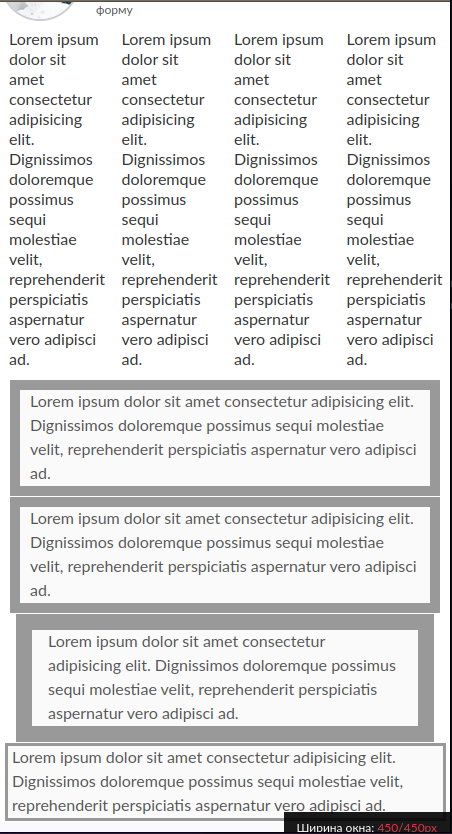 форму
Lorem ipsum
dolor sit
amet
consectetur
adipisicing
elit.
Dignissimos
doloremque
possimus
sequi
molestiae
velit,
reprehenderit
perspiciatis
aspernatur
vero adipisci
ad.
Lorem ipsum
dolor sit
amet
consectetur
adipisicing
elit.
Dignissimos
doloremque
possimus
sequi
molestiae
velit,
reprehenderit
perspiciatis
aspernatur
vero adipisci
ad.
Lorem ipsum
dolor sit
amet
consectetur
adipisicing
elit.
Dignissimos
doloremque
possimus
sequi
molestiae
velit,
reprehenderit
perspiciatis
aspernatur
vero adipisci
ad.
Lorem ipsum
dolor sit
amet
consectetur
adipisicing
elit.
Dignissimos
doloremque
possimus
sequi
molestiae
velit,
reprehenderit
perspiciatis
aspernatur
vero adipisci
ad.
Lorem ipsum dolor sit amet consectetur adipisicing elit.
Dignissimos doloremque possimus sequi molestiae
velit, reprehenderit perspiciatis aspernatur vero adipisci
ad.
Lorem ipsum dolor sit amet consectetur adipisicing elit.
Dignissimos doloremque possimus sequi molestiae
velit, reprehenderit perspiciatis aspernatur vero adipisci
ad.
Lorem ipsum dolor sit amet consectetur
adipisicing elit. Dignissimos doloremque possimus
sequi molestiae velit, reprehenderit perspiciatis
aspernatur vero adipisci ad.
Lorem ipsum dolor sit amet consectetur adipisicing elit.
Dignissimos doloremque possimus sequi molestiae velit,
reprehenderit perspiciatis aspernatur vero adipisci ad.
Ширина окна: 450/450px